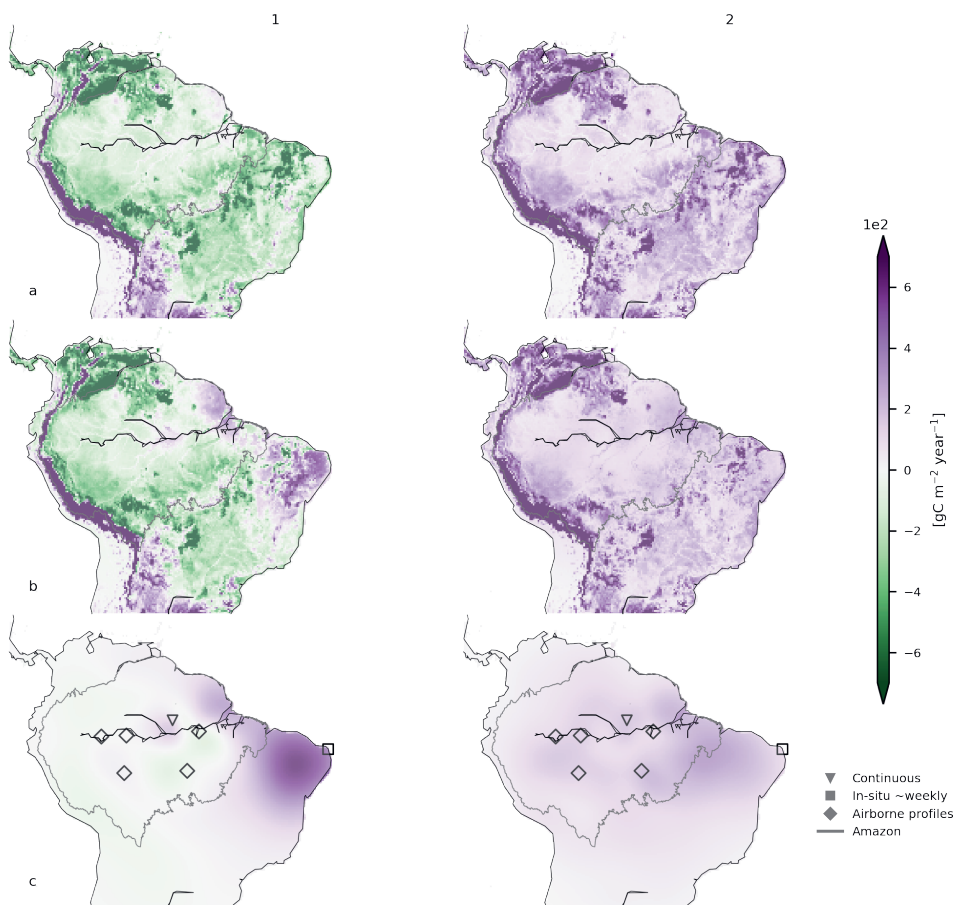 1
2
a
b
c
1e2
6
4
2
0
−2
−4
−6
[gC m⁻² year⁻¹]
Continuous
In-situ ~weekly
Airborne profiles
Amazon